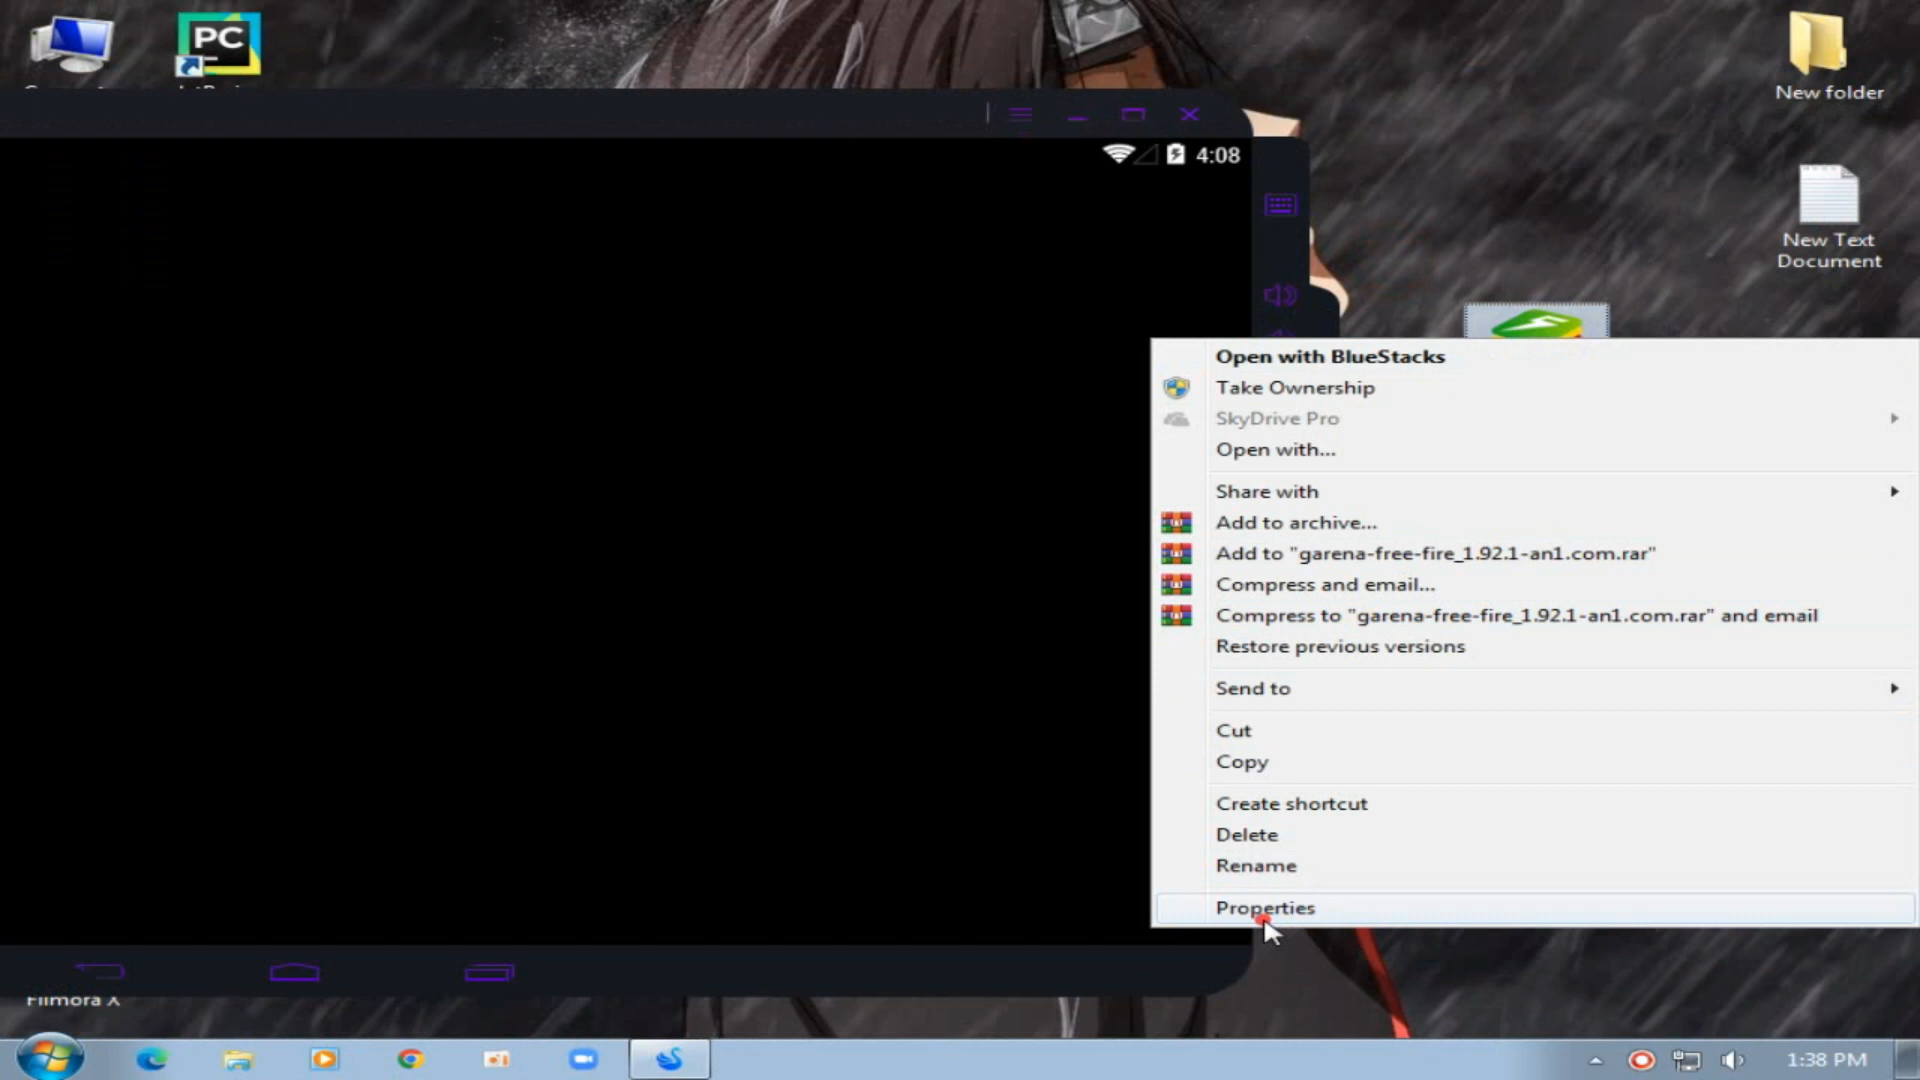 PC
New folder
4:08
New Text
Document
Open with BlueStacks
Take Ownership
SkyDrive Pro
Open with...
Share with
Add to archive...
Add to "garena-free-fire_1.92.1-an1.com.rar"
Compress and email...
Compress to "garena-free-fire_1.92.1-an1.com.rar" and email
Restore previous versions
Send to
Cut
Copy
Create shortcut
Delete
Rename
Properties
Filmora X
1:38 PM